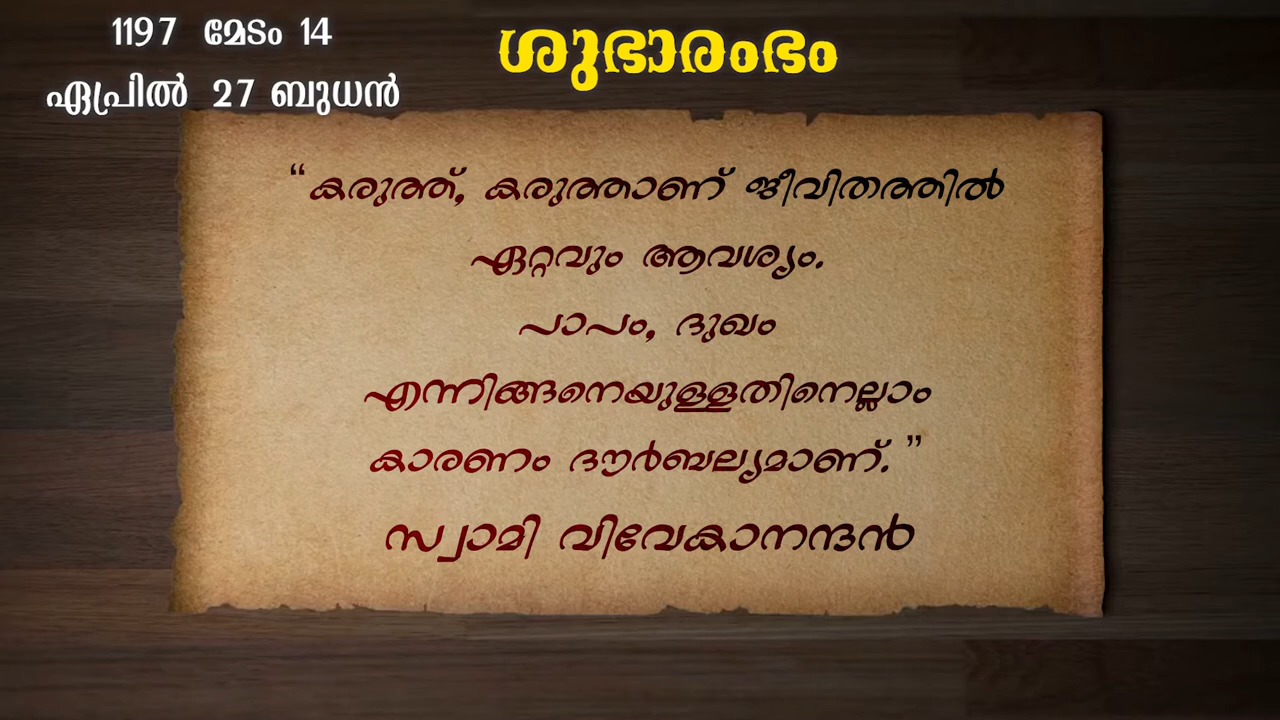 1197 മേടം 14
ഏപ്രിൽ 27 ബുധൻ
ശുഭാരംഭം
“കരുത്ത്, കരുത്താണ് ജീവിതത്തിൽ
ഏറ്റവും ആവശ്യം.
പാപം, ദുഖം
എന്നിങ്ങനെയുള്ളതിനെല്ലാം
കാരണം ദൗർബല്യമാണ്.”
സ്വാമി വിവേകാനന്ദൻ